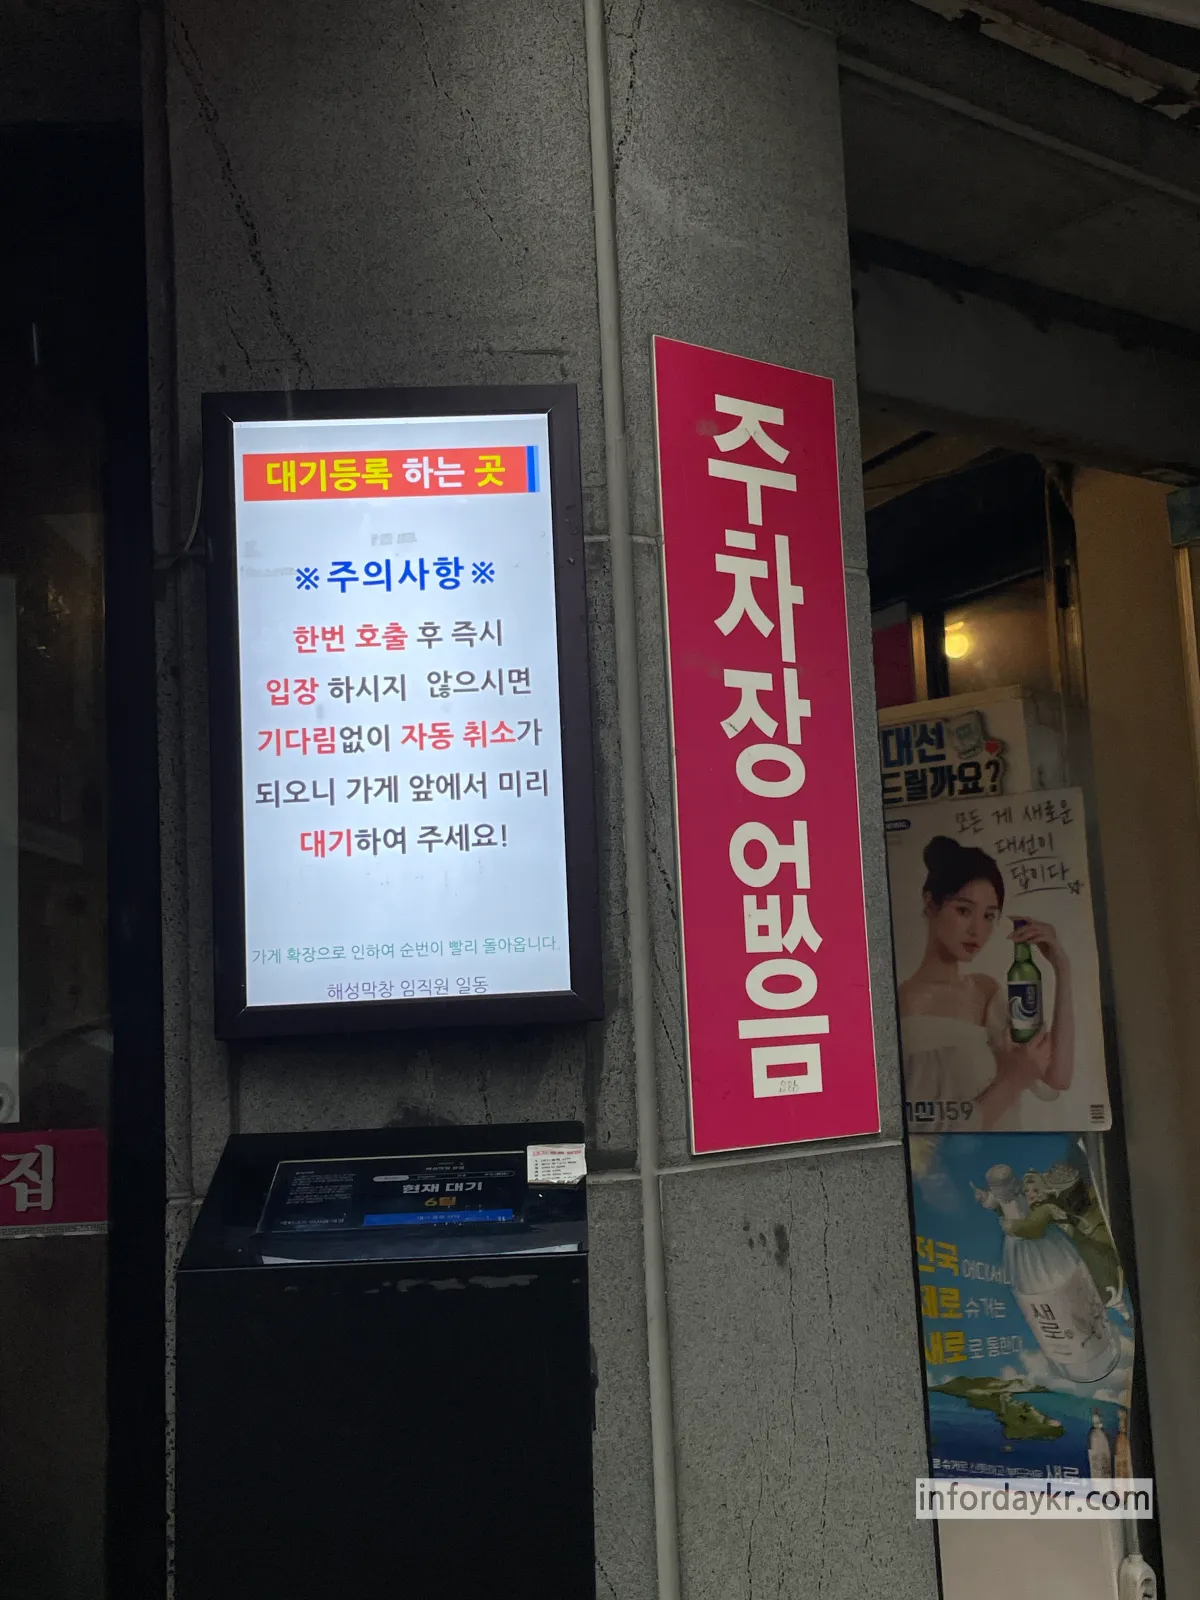 대기등록 하는 곳
※주의사항※
한번 호출 후 즉시
입장 하시지 않으시면
기다림없이 자동 취소가
되오니 가게 앞에서 미리
대기하여 주세요!
가게 확장으로 인하여 순번이 빨리 돌아옵니다.
해성막창 임직원 일동
주차장 없음
현재 대기
6팀
집
대선
드릴까요?
모든 게 새로운
대선이
답이다
159
전국 어디서나
새로 슈거는
새로로 통한다
새로
새로
infordaykr.com